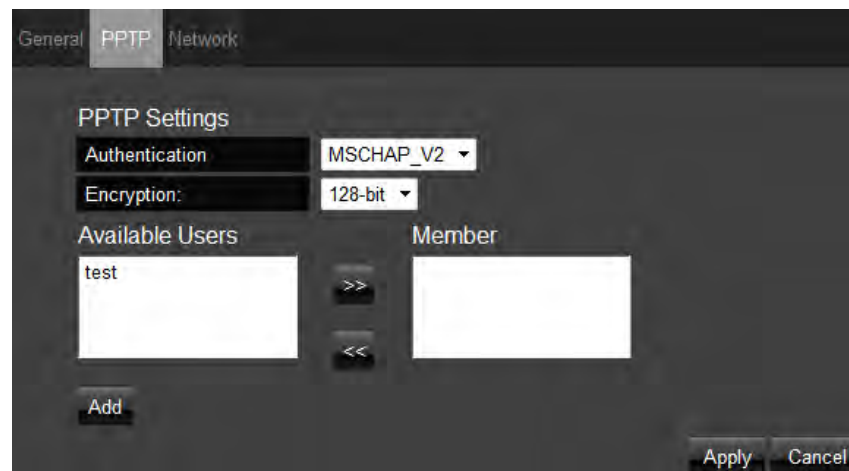 General PPTP Network
PPTP Settings
Authentication MSCHAP_V2
Encryption: 128-bit
Available Users Member
test
>>
<<
Add
Apply Cancel